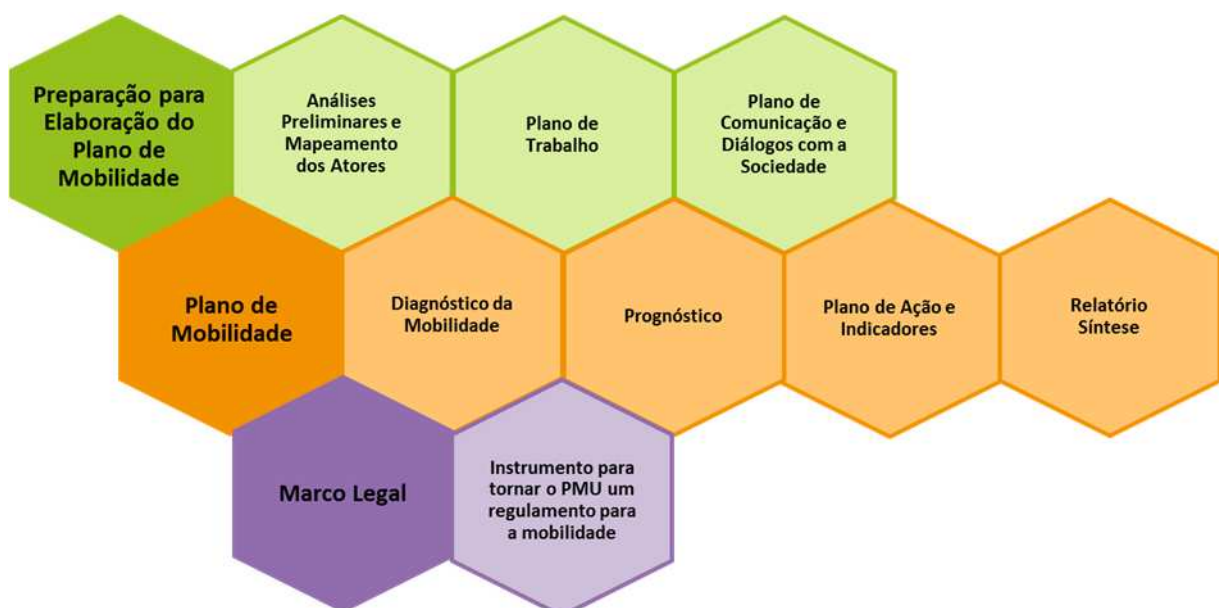 Preparação para
Elaboração do
Plano de
Mobilidade
Análises
Preliminares e
Mapeamento
dos Atores
Plano de
Trabalho
Plano de
Comunicação e
Diálogos com a
Sociedade
Plano de
Mobilidade
Diagnóstico da
Mobilidade
Prognóstico
Plano de Ação e
Indicadores
Relatório
Síntese
Marco Legal
Instrumento para
tornar o PMU um
regulamento para
a mobilidade